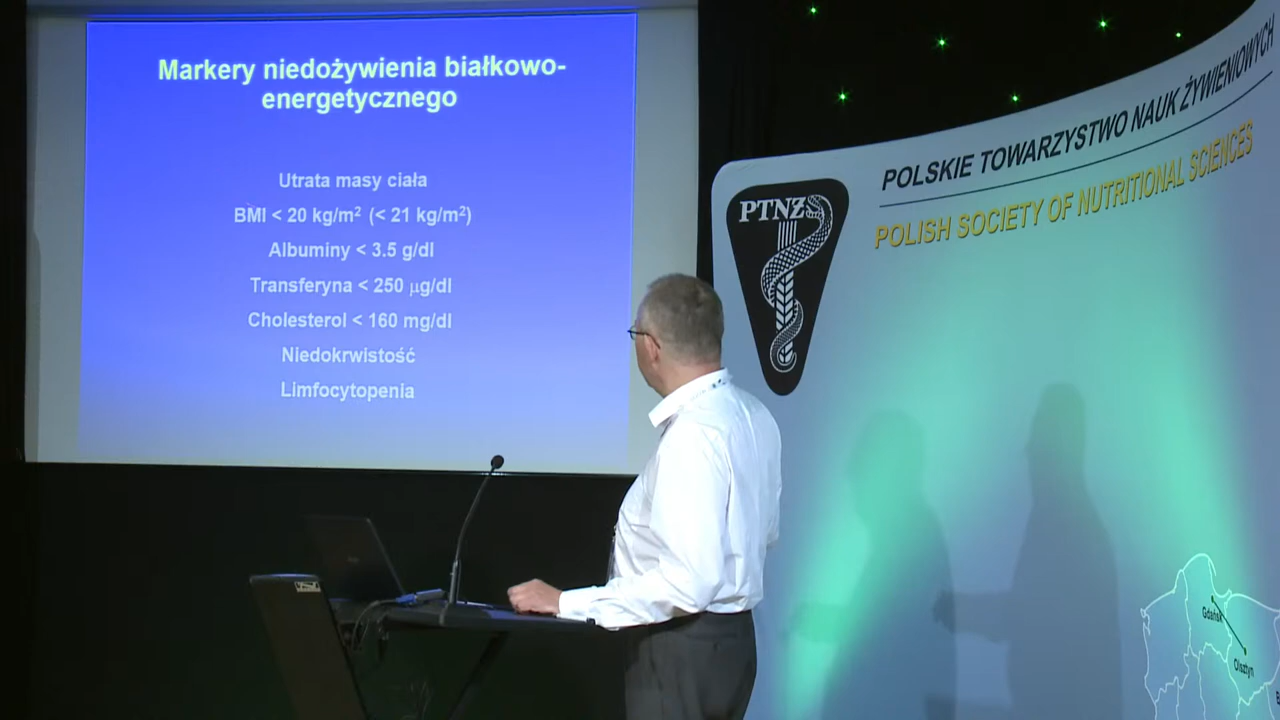 Markery niedożywienia białkowo-
energetycznego
Utrata masy ciała
BMI < 20 kg/m² (< 21 kg/m²)
Albuminy < 3.5 g/dl
Transferyna < 250 µg/dl
Cholesterol < 160 mg/dl
Niedokrwistość
Limfocytopenia
POLSKIE TOWARZYSTWO NAUK ŻYWIENIOWYCH
POLISH SOCIETY OF NUTRITIONAL SCIENCES
PTNŻ
Gdańsk
Olsztyn